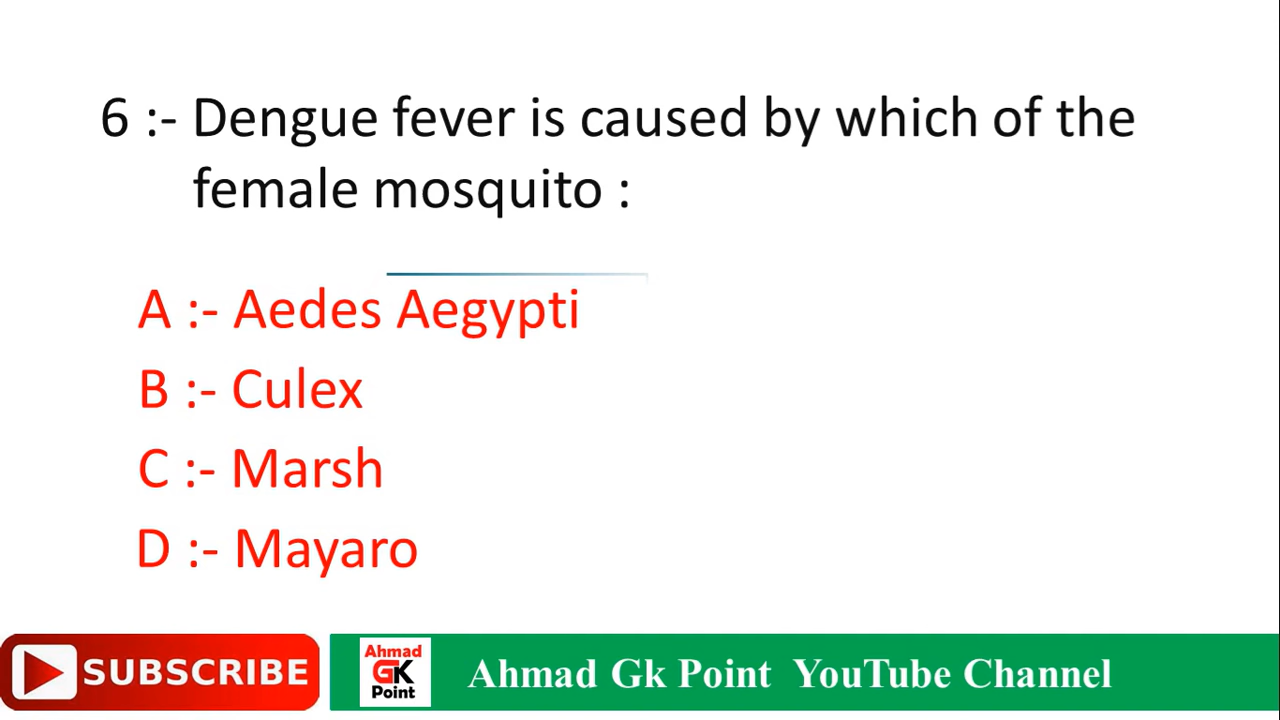 6 :- Dengue fever is caused by which of the
female mosquito :
A :- Aedes Aegypti
B :- Culex
C :- Marsh
D :- Mayaro
SUBSCRIBE
Ahmad
GK
Point
Ahmad Gk Point YouTube Channel